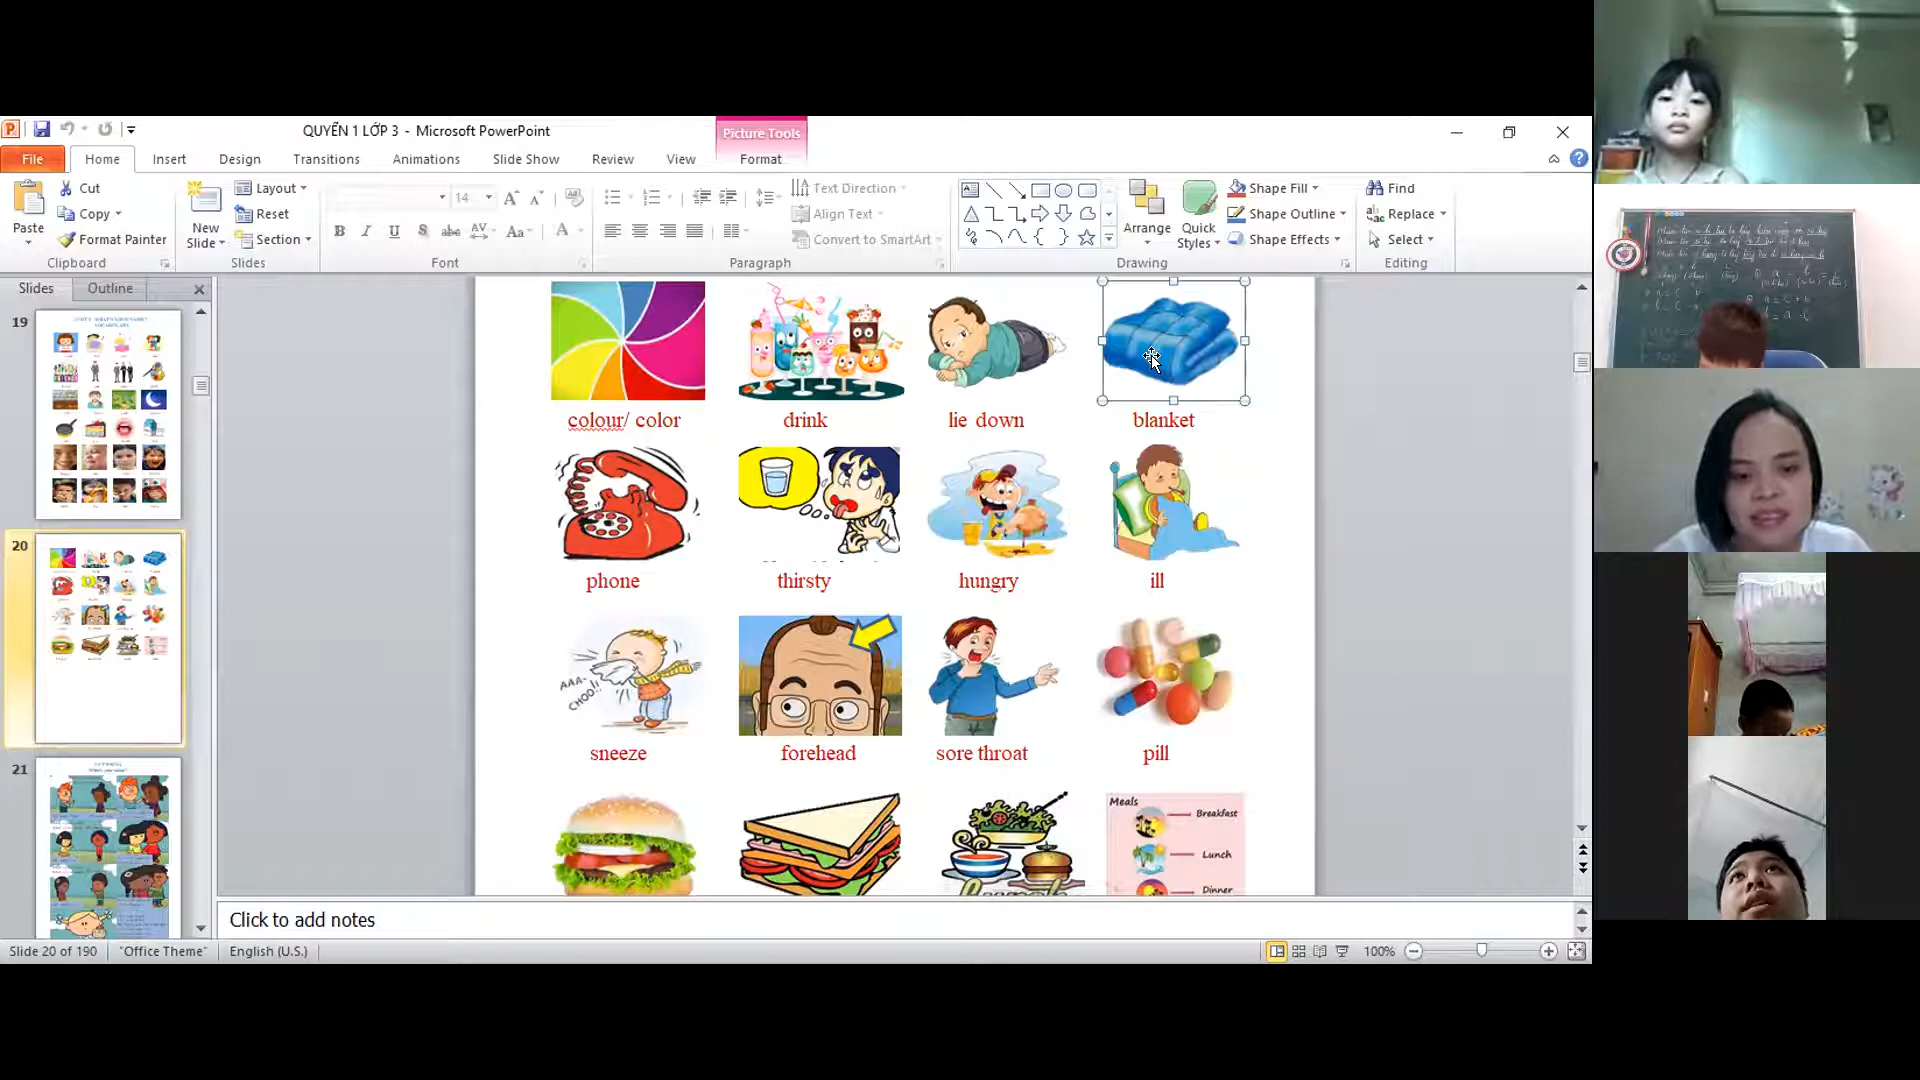 QUYỂN 1 LỚP 3 - Microsoft PowerPoint
Picture Tools
File Home Insert Design Transitions Animations Slide Show Review View Format
Cut
Copy
Format Painter
Paste
Clipboard
New Slide
Layout
Reset
Section
Slides
14
Font
Text Direction
Align Text
Convert to SmartArt
Paragraph
Arrange
Quick Styles
Shape Fill
Shape Outline
Shape Effects
Drawing
Find
Replace
Select
Editing
Slides Outline
19
20
21
colour/ color drink lie down blanket
phone thirsty hungry ill
AAA-CHOO!!
sneeze forehead sore throat pill
Meals
Breakfast
Lunch
Dinner
Click to add notes
Slide 20 of 190 "Office Theme" English (U.S.) 100%